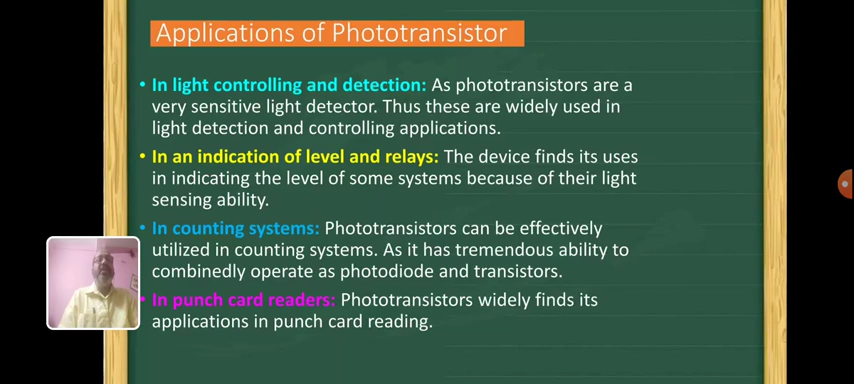 Applications of Phototransistor
• In light controlling and detection: As phototransistors are a
very sensitive light detector. Thus these are widely used in
light detection and controlling applications.
• In an indication of level and relays: The device finds its uses
in indicating the level of some systems because of their light
sensing ability.
• In counting systems: Phototransistors can be effectively
utilized in counting systems. As it has tremendous ability to
combinedly operate as photodiode and transistors.
• In punch card readers: Phototransistors widely finds its
applications in punch card reading.